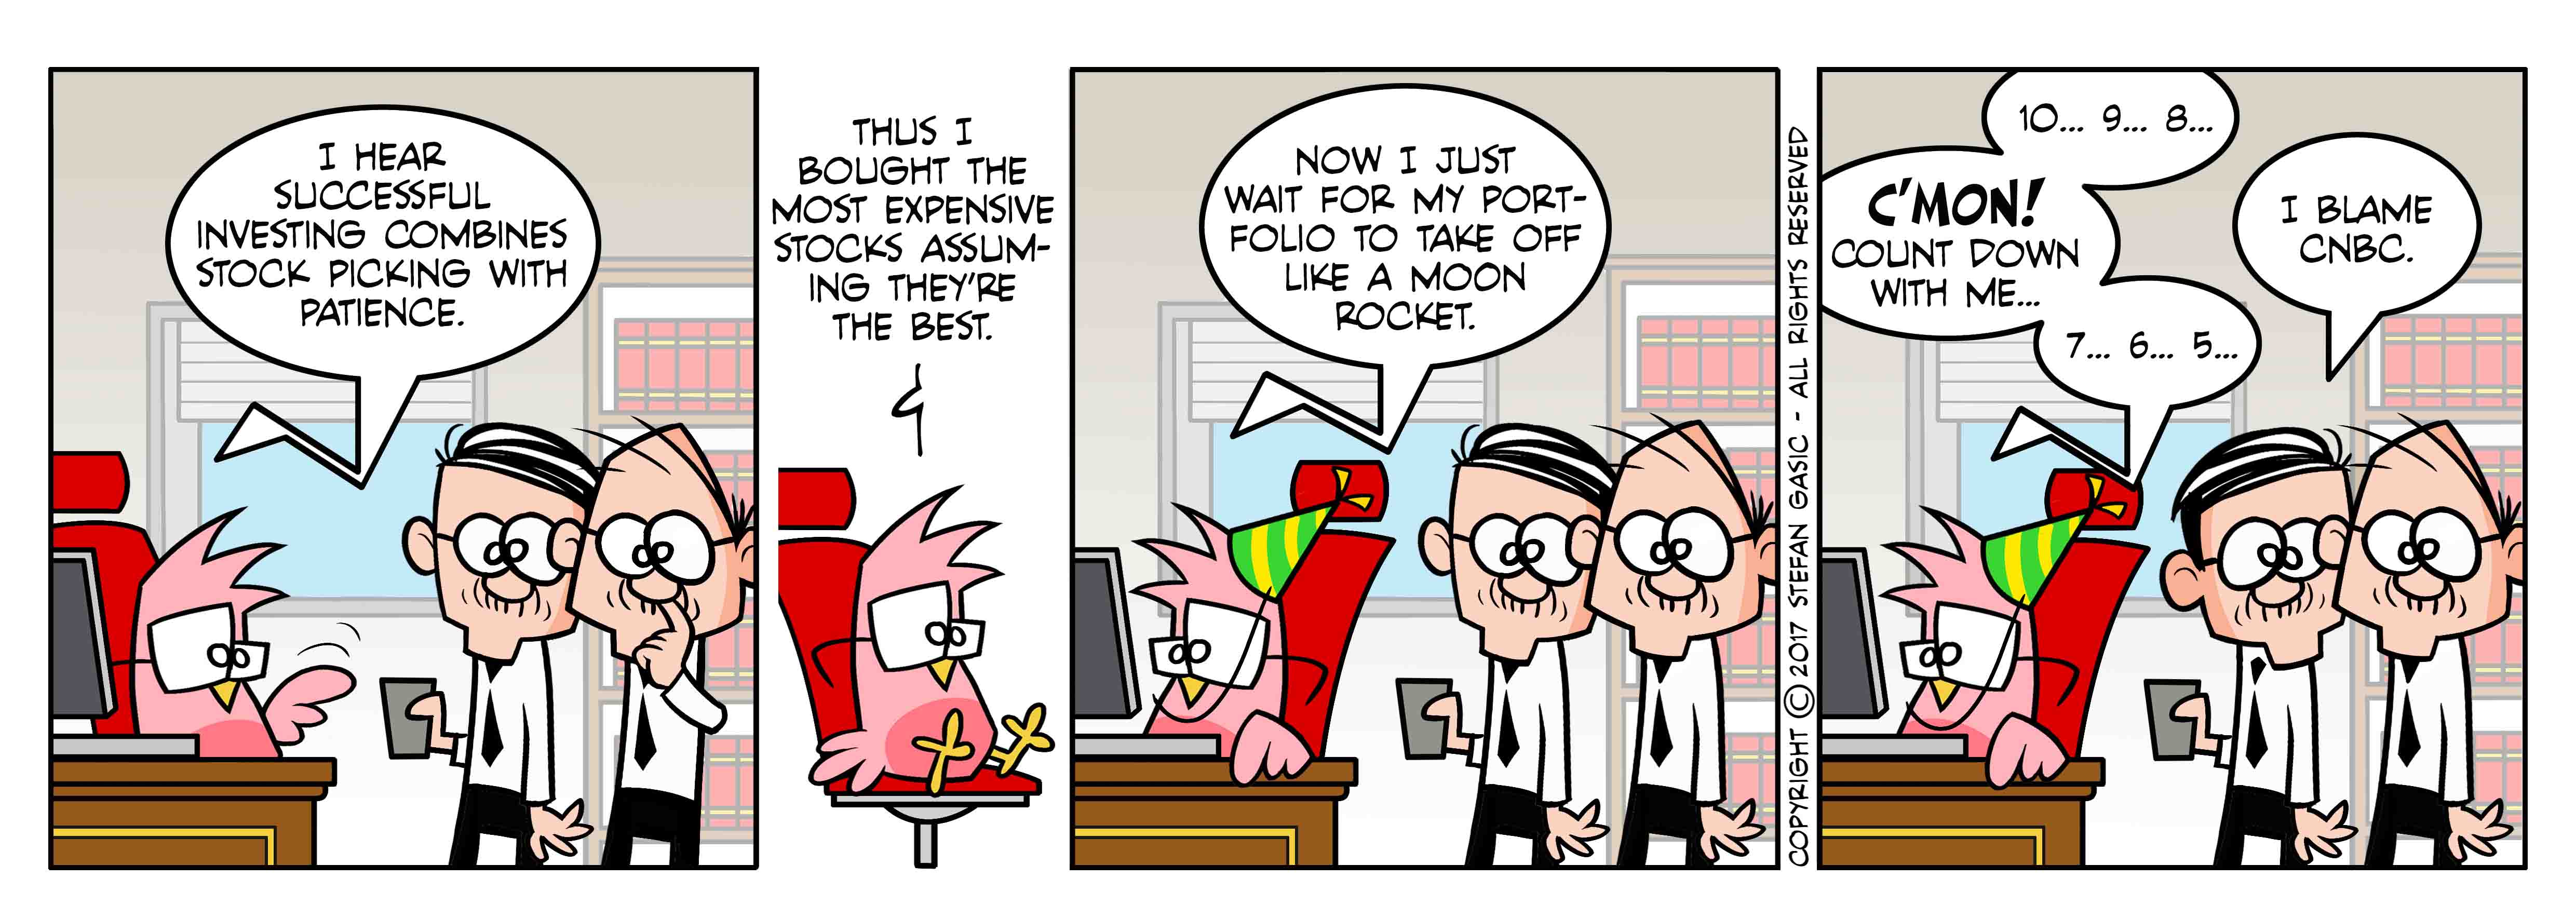 I HEAR
SUCCESSFUL
INVESTING COMBINES
STOCK PICKING WITH
PATIENCE.
THUS I
BOUGHT THE
MOST EXPENSIVE
STOCKS ASSUM-
ING THEY'RE
THE BEST.
NOW I JUST
WAIT FOR MY PORT-
FOLIO TO TAKE OFF
LIKE A MOON
ROCKET.
COPYRIGHT © 2017 STEFAN GASIC - ALL RIGHTS RESERVED
10... 9... 8...
C'MON!
COUNT DOWN
WITH ME...
7... 6... 5...
I BLAME
CNBC.